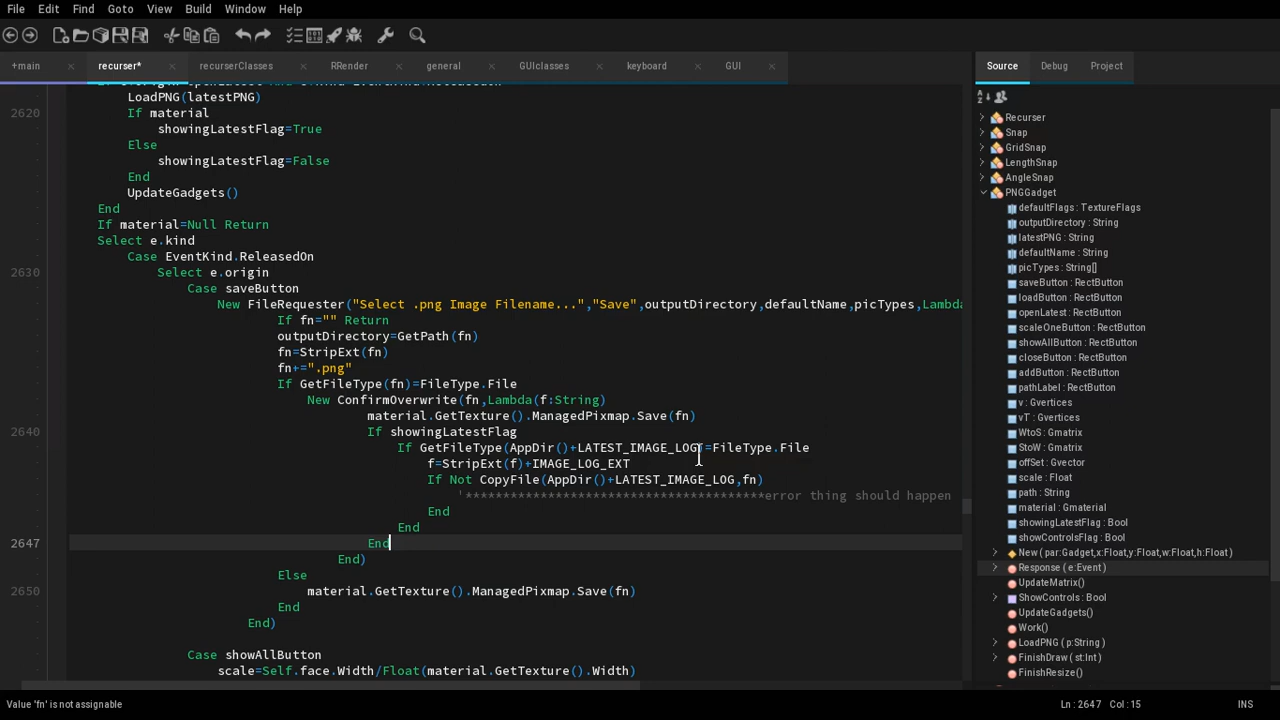 File Edit Find Goto View Build Window Help
+main recurser* recurserClasses RRender general GUIclasses keyboard GUI
LoadPNG(latestPNG)
2620 If material
showingLatestFlag=True
Else
showingLatestFlag=False
End
UpdateGadgets()
End
If material=Null Return
Select e.kind
Case EventKind.ReleasedOn
2630 Select e.origin
Case saveButton
New FileRequester("Select .png Image Filename...","Save",outputDirectory,defaultName,picTypes,Lambda
If fn="" Return
outputDirectory=GetPath(fn)
fn=StripExt(fn)
fn+=".png"
If GetFileType(fn)=FileType.File
New ConfirmOverwrite(fn,Lambda(f:String)
material.GetTexture().ManagedPixmap.Save(fn)
2640 If showingLatestFlag
If GetFileType(AppDir()+LATEST_IMAGE_LOG)=FileType.File
f=StripExt(f)+IMAGE_LOG_EXT
If Not CopyFile(AppDir()+LATEST_IMAGE_LOG,fn)
'****************************************error thing should happen
End
End
2647 End
End)
Else
2650 material.GetTexture().ManagedPixmap.Save(fn)
End
End)
Case showAllButton
scale=Self.face.Width/Float(material.GetTexture().Width)
Source Debug Project
Recurser
Snap
GridSnap
LengthSnap
AngleSnap
PNGGadget
defaultFlags : TextureFlags
outputDirectory : String
latestPNG : String
defaultName : String
picTypes : String[]
saveButton : RectButton
loadButton : RectButton
openLatest : RectButton
scaleOneButton : RectButton
showAllButton : RectButton
closeButton : RectButton
addButton : RectButton
pathLabel : RectButton
v : Gvertices
vT : Gvertices
WtoS : Gmatrix
StoW : Gmatrix
offSet : Gvector
scale : Float
path : String
material : Gmaterial
showingLatestFlag : Bool
showControlsFlag : Bool
New ( par:Gadget,x:Float,y:Float,w:Float,h:Float )
Response ( e:Event )
UpdateMatrix()
ShowControls : Bool
UpdateGadgets()
Work()
LoadPNG ( p:String )
FinishDraw ( st:Int )
FinishResize()
Value 'fn' is not assignable Ln : 2647 Col : 15 INS